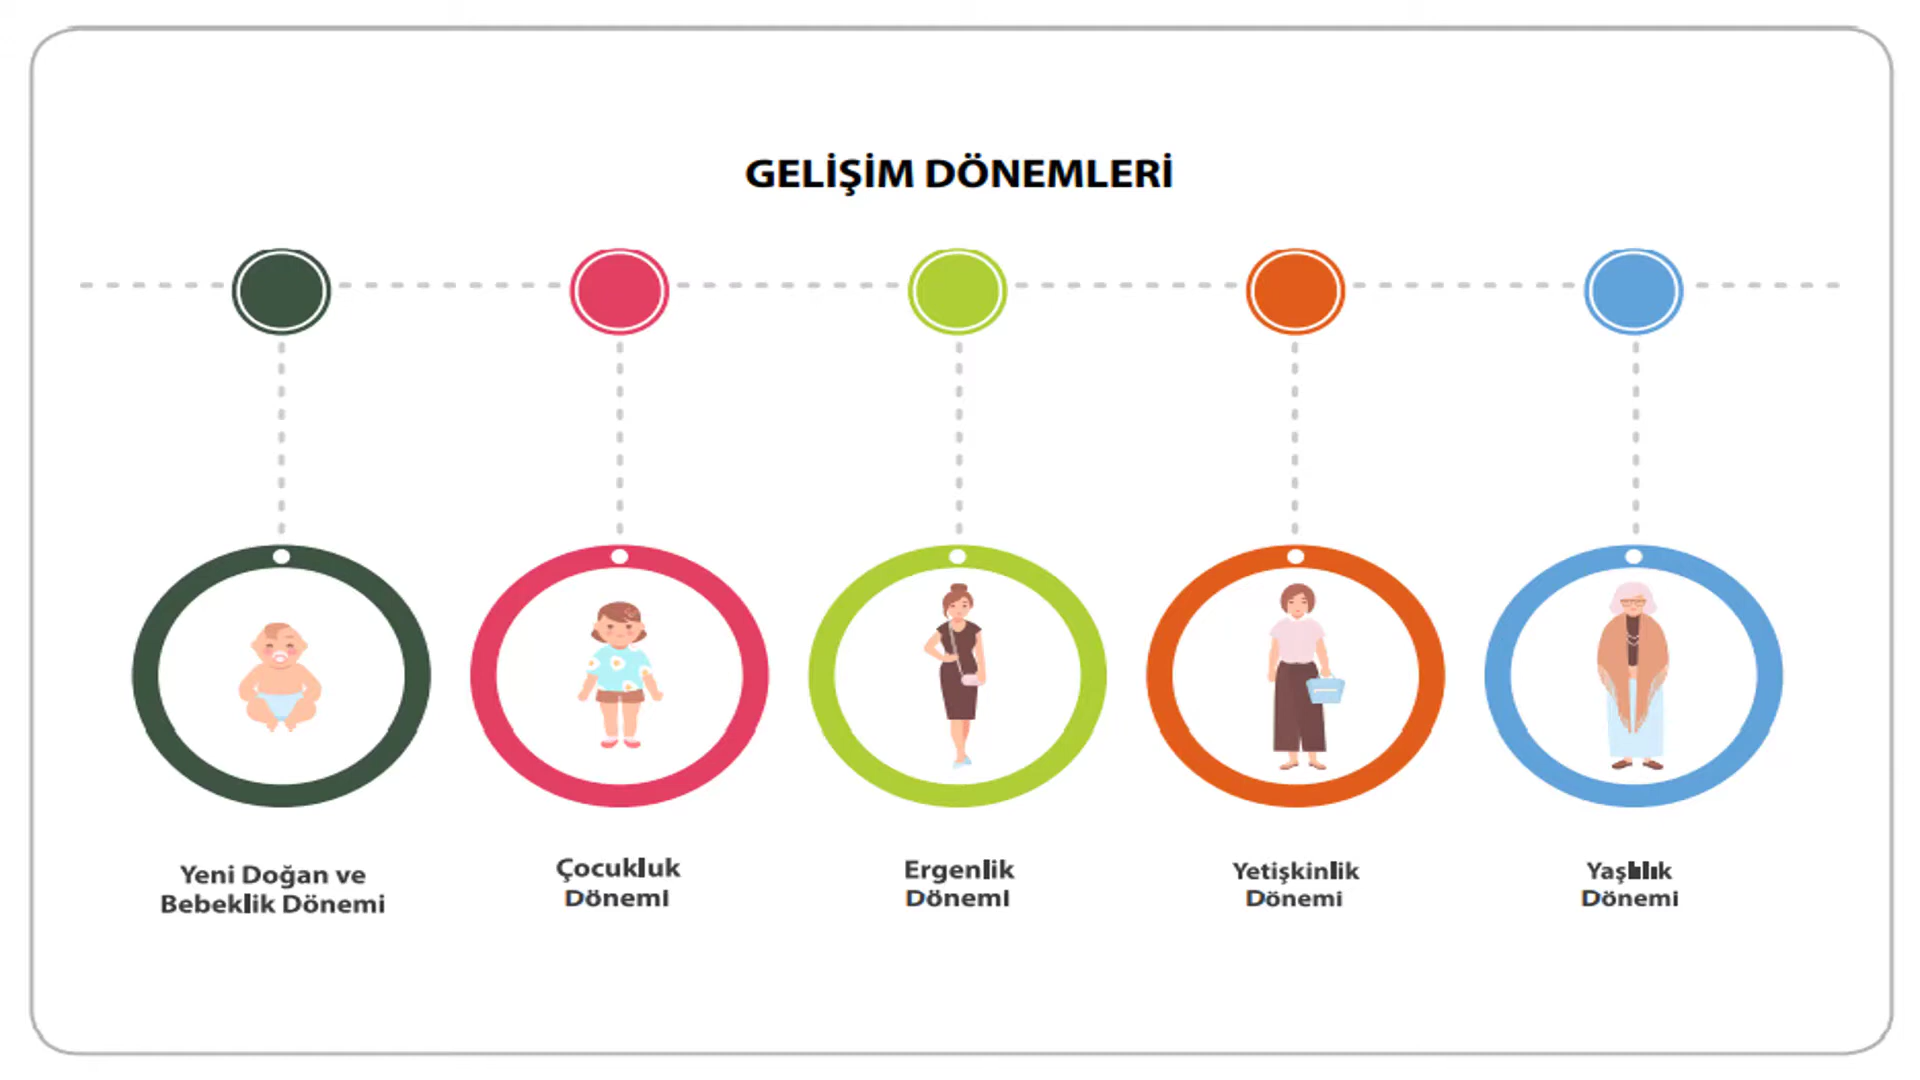 GELİŞİM DÖNEMLERİ
Yeni Doğan ve
Bebeklik Dönemi
Çocukluk
Dönemi
Ergenlik
Dönemi
Yetişkinlik
Dönemi
Yaşlılık
Dönemi